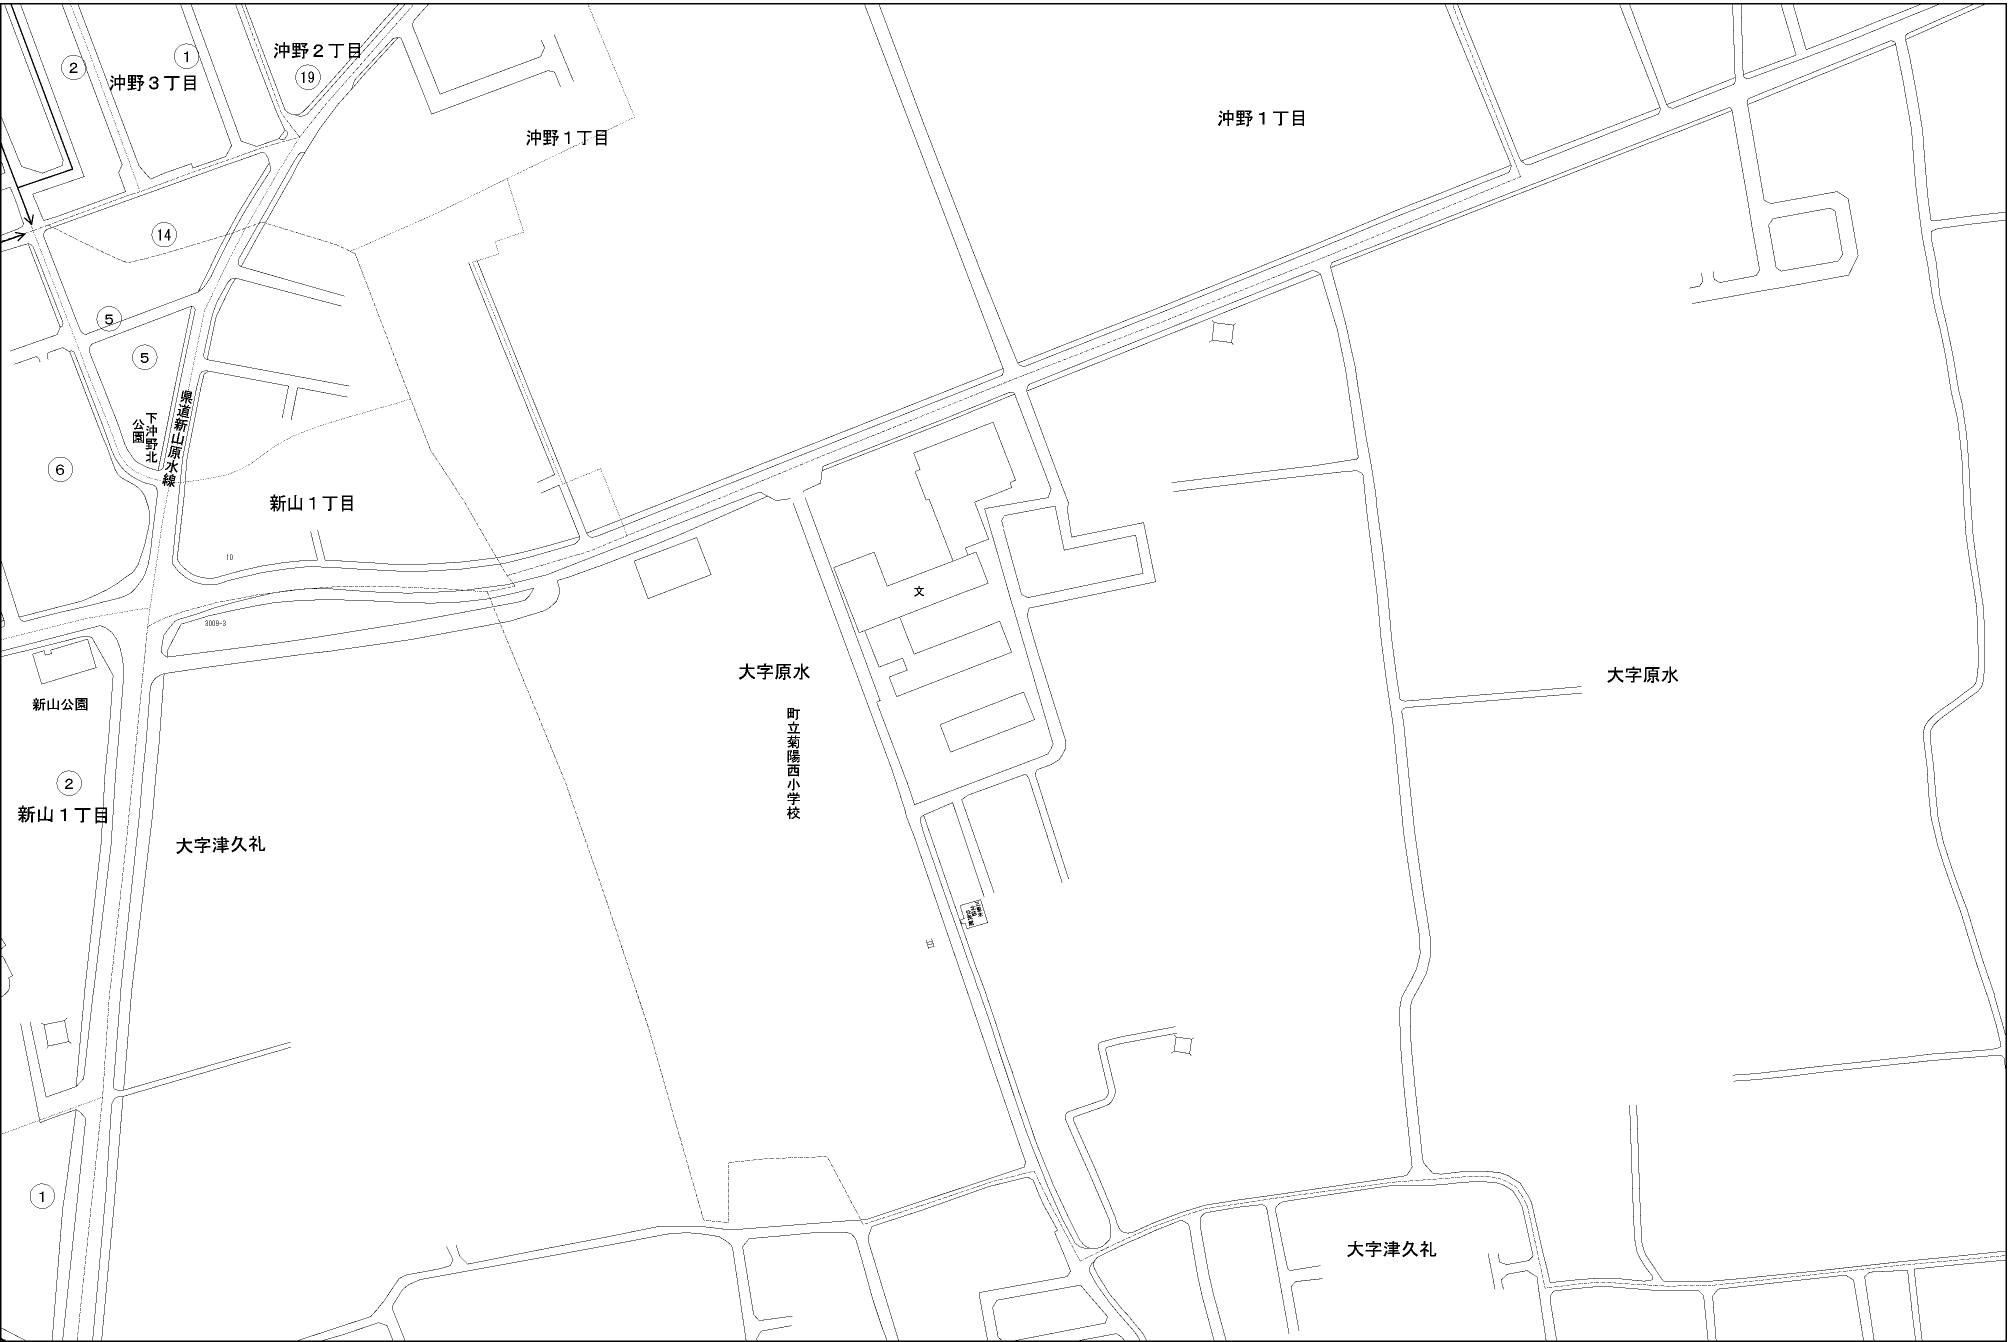 沖野２丁目
19
1
2
沖野３丁目
沖野１丁目
沖野１丁目
14
5
5
下沖野北
公園
県道新山原水線
6
新山１丁目
10
文
3009-3
大字原水
大字原水
新山公園
町立菊陽西小学校
2
新山１丁目
大字津久礼
1
大字津久礼